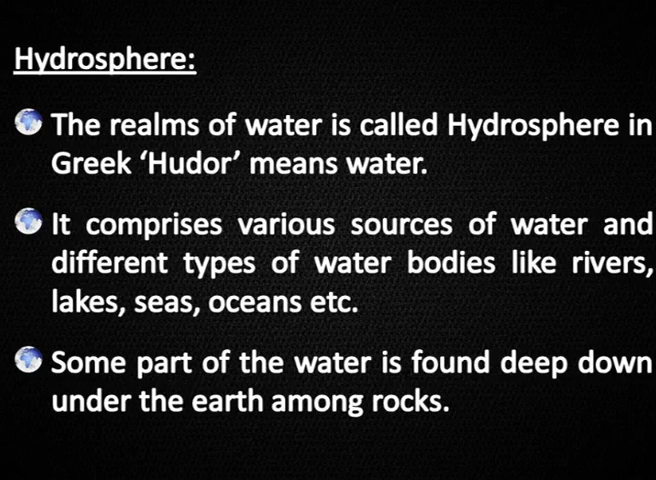 Hydrosphere:
The realms of water is called Hydrosphere in
Greek ‘Hudor’ means water.
It comprises various sources of water and
different types of water bodies like rivers,
lakes, seas, oceans etc.
Some part of the water is found deep down
under the earth among rocks.